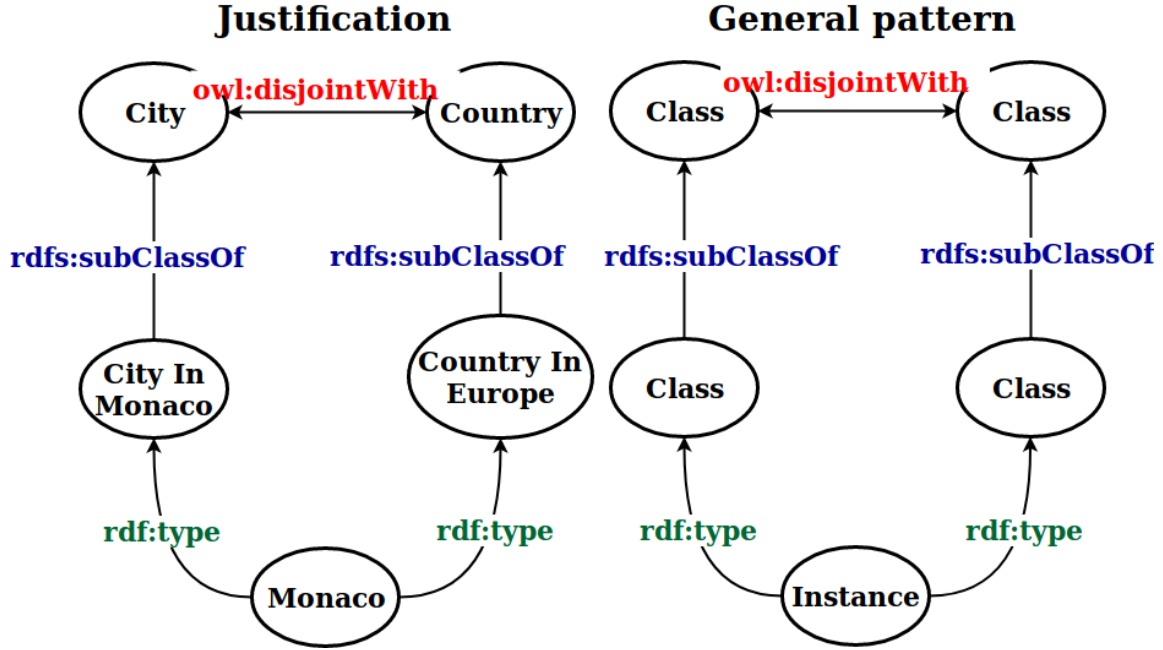 Justification
General pattern
owl:disjointWith
owl:disjointWith
City
Country
Class
Class
rdfs:subClassOf
rdfs:subClassOf
rdfs:subClassOf
rdfs:subClassOf
City In
Monaco
Country In
Europe
Class
Class
rdf:type
rdf:type
rdf:type
rdf:type
Monaco
Instance